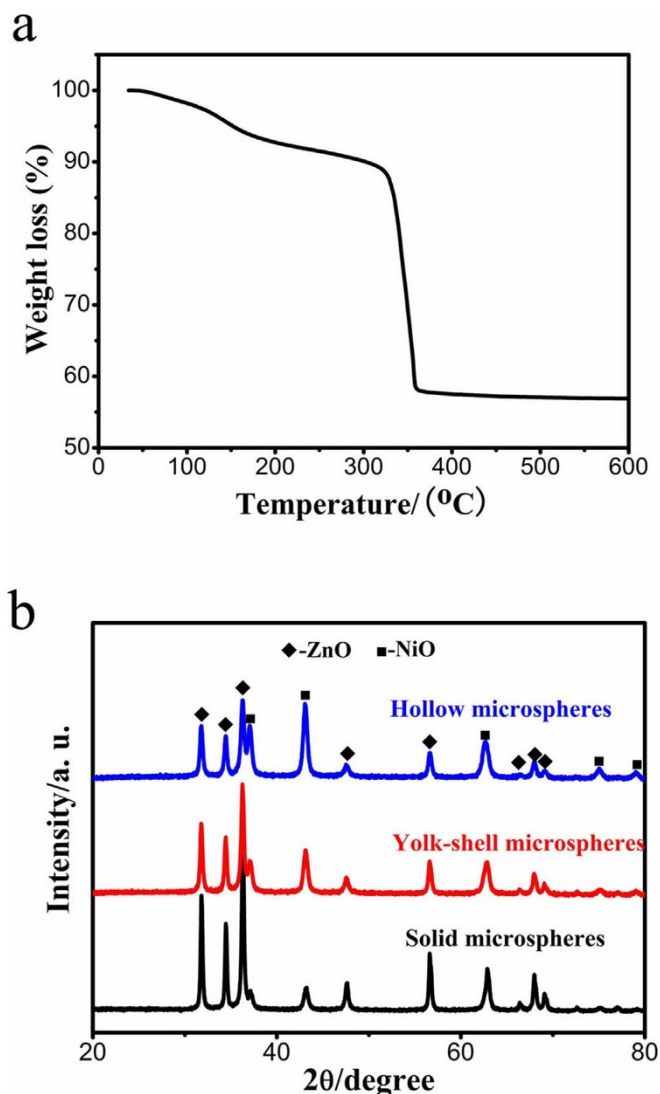 a
100
90
80
70
60
50
Weight loss (%)
0 100 200 300 400 500 600
Temperature/(⁰C)
b
◆-ZnO ■-NiO
Hollow microspheres
Yolk-shell microspheres
Solid microspheres
Intensity/a. u.
20 40 60 80
2θ/degree